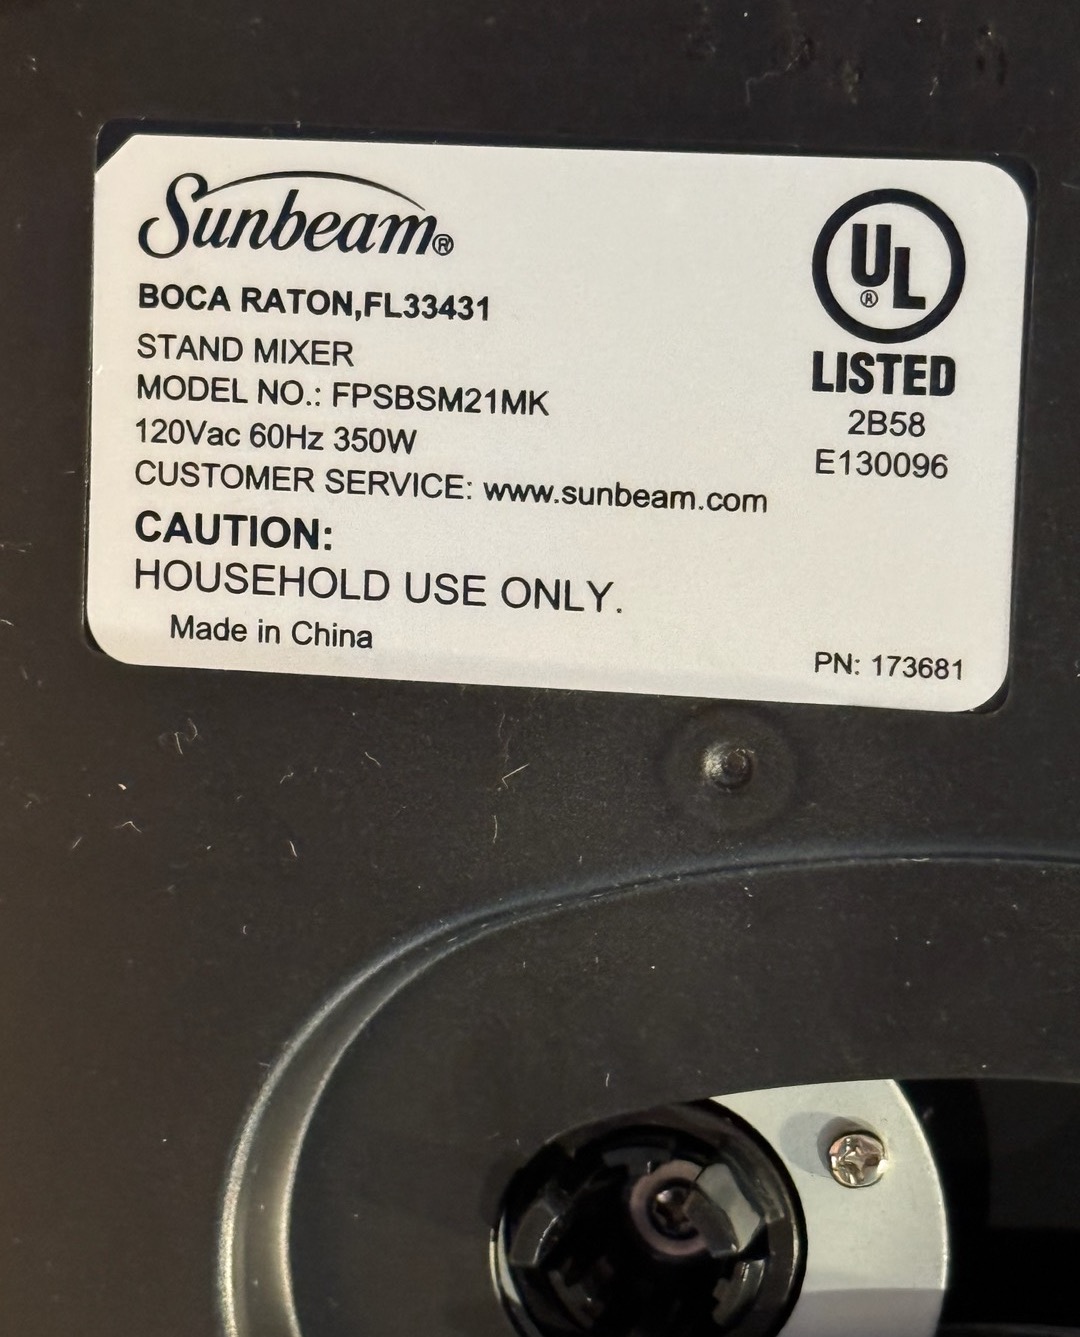 Sunbeam®
BOCA RATON,FL33431
STAND MIXER
MODEL NO.: FPSBSM21MK
120Vac 60Hz 350W
CUSTOMER SERVICE: www.sunbeam.com
CAUTION:
HOUSEHOLD USE ONLY.
Made in China
UL®
LISTED
2B58
E130096
PN: 173681